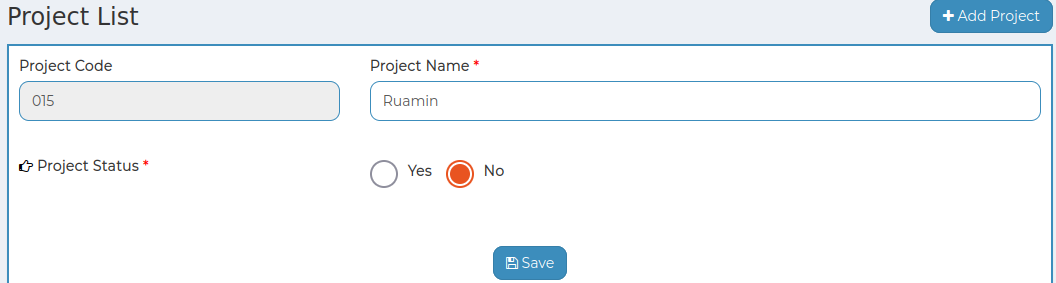 Project List
+ Add Project
Project Code
Project Name *
015
Ruamin
Project Status *
Yes
No
Save